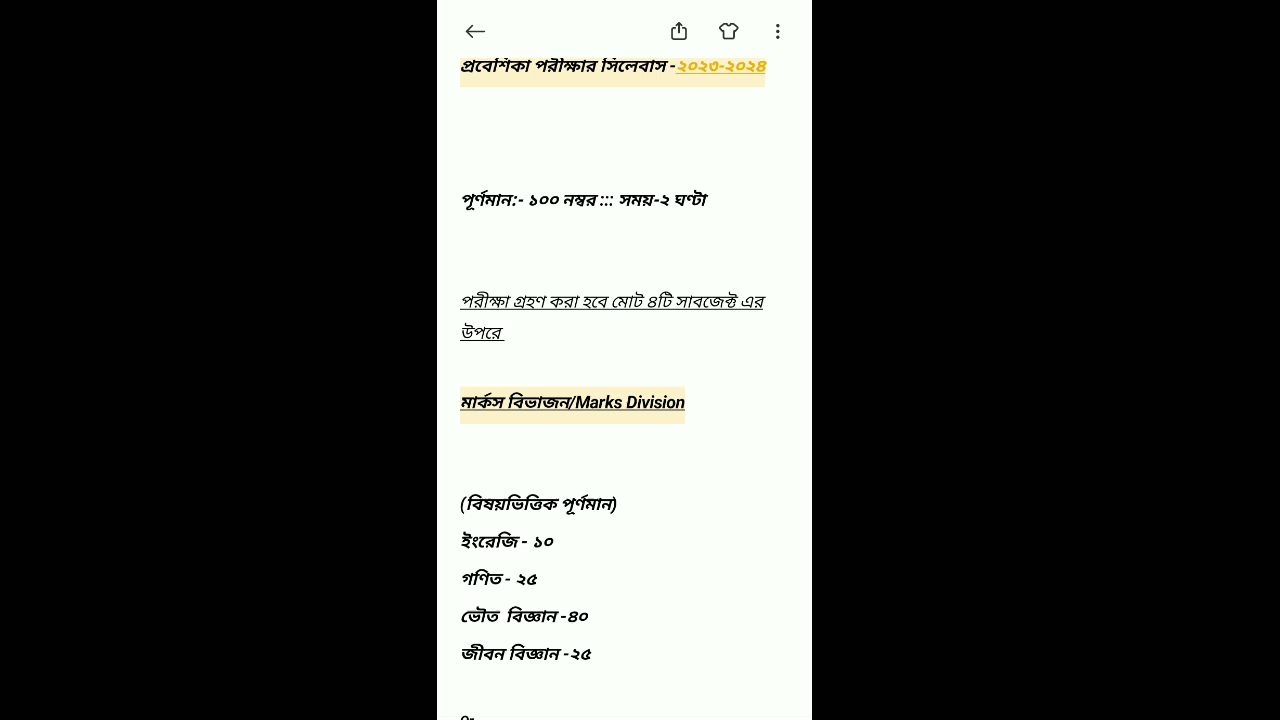 প্রবেশিকা পরীক্ষার সিলেবাস -২০২৩-২০২৪
পূর্ণমান:- ১০০ নম্বর ::: সময়-২ ঘণ্টা
পরীক্ষা গ্রহণ করা হবে মোট ৪টি সাবজেক্ট এর
উপরে
মার্কস বিভাজন/Marks Division
(বিষয়ভিত্তিক পূর্ণমান)
ইংরেজি - ১০
গণিত - ২৫
ভৌত বিজ্ঞান -৪০
জীবন বিজ্ঞান -২৫